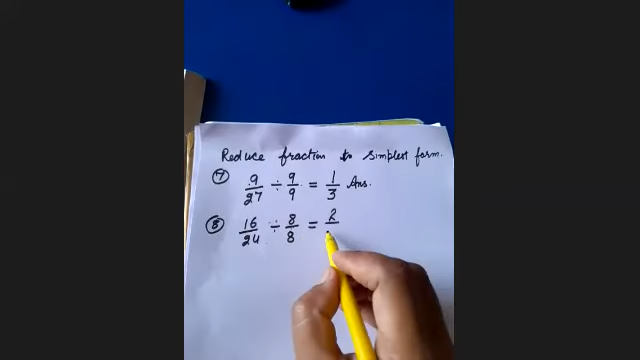 Reduce fraction to simplest form.
7 9/27 ÷ 9/9 = 1/3 Ans.
8 16/24 ÷ 8/8 = 2/